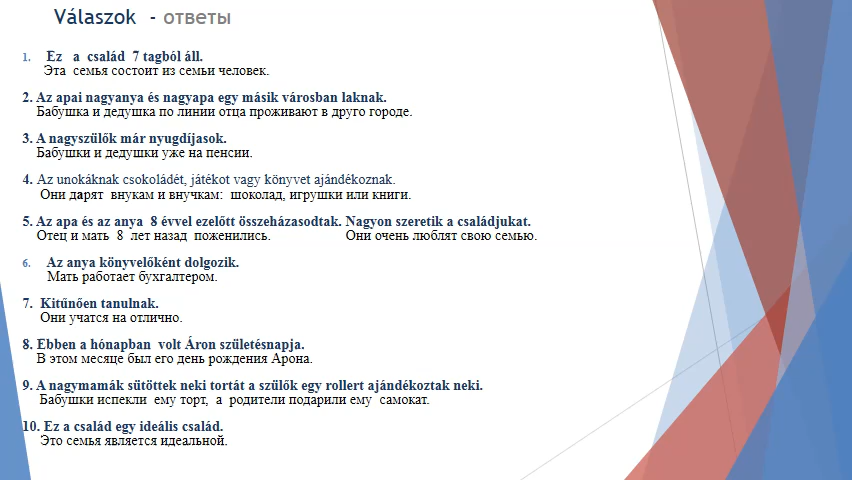 Válaszok - ответы
1. Ez a család 7 tagból áll.
Эта семья состоит из семьи человек.
2. Az apai nagyanya és nagyapa egy másik városban laknak.
Бабушка и дедушка по линии отца проживают в друго городе.
3. A nagyszülők már nyugdíjasok.
Бабушки и дедушки уже на пенсии.
4. Az unokáknak csokoládét, játékot vagy könyvet ajándékoznak.
Они дарят внукам и внучкам: шоколад, игрушки или книги.
5. Az apa és az anya 8 évvel ezelőtt összeházasodtak. Nagyon szeretik a családjukat.
Отец и мать 8 лет назад поженились. Они очень люблят свою семью.
6. Az anya könyvelőként dolgozik.
Мать работает бухгалтером.
7. Kitűnően tanulnak.
Они учатся на отлично.
8. Ebben a hónapban volt Áron születésnapja.
В этом месяце был его день рождения Арона.
9. A nagymamák sütöttek neki tortát a szülők egy rollert ajándékoztak neki.
Бабушки испекли ему торт, а родители подарили ему самокат.
10. Ez a család egy ideális család.
Это семья является идеальной.